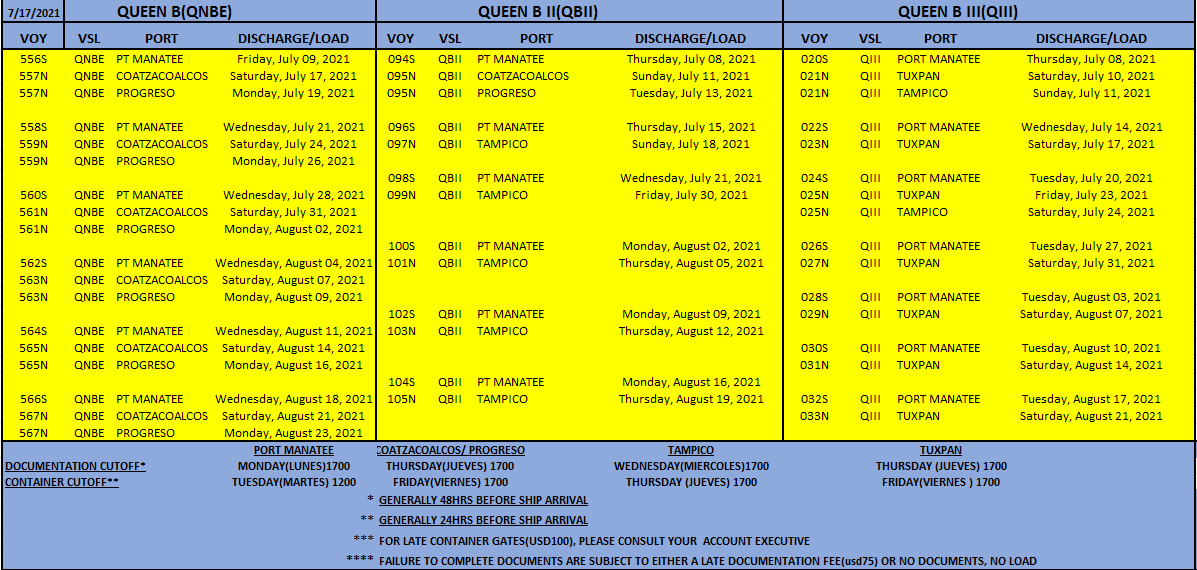 7/17/2021 QUEEN B(QNBE) QUEEN B II(QBII) QUEEN B III(QIII)
VOY VSL PORT DISCHARGE/LOAD VOY VSL PORT DISCHARGE/LOAD VOY VSL PORT DISCHARGE/LOAD
556S QNBE PT MANATEE Friday, July 09, 2021 094S QBII PT MANATEE Thursday, July 08, 2021 020S QIII PORT MANATEE Thursday, July 08, 2021
557N QNBE COATZACOALCOS Saturday, July 17, 2021 095N QBII COATZACOALCOS Sunday, July 11, 2021 021N QIII TUXPAN Saturday, July 10, 2021
557N QNBE PROGRESO Monday, July 19, 2021 095N QBII PROGRESO Tuesday, July 13, 2021 021N QIII TAMPICO Sunday, July 11, 2021
558S QNBE PT MANATEE Wednesday, July 21, 2021 096S QBII PT MANATEE Thursday, July 15, 2021 022S QIII PORT MANATEE Wednesday, July 14, 2021
559N QNBE COATZACOALCOS Saturday, July 24, 2021 097N QBII TAMPICO Sunday, July 18, 2021 023N QIII TUXPAN Saturday, July 17, 2021
559N QNBE PROGRESO Monday, July 26, 2021
098S QBII PT MANATEE Wednesday, July 21, 2021 024S QIII PORT MANATEE Tuesday, July 20, 2021
560S QNBE PT MANATEE Wednesday, July 28, 2021 099N QBII TAMPICO Friday, July 30, 2021 025N QIII TUXPAN Friday, July 23, 2021
561N QNBE COATZACOALCOS Saturday, July 31, 2021 025N QIII TAMPICO Saturday, July 24, 2021
561N QNBE PROGRESO Monday, August 02, 2021
100S QBII PT MANATEE Monday, August 02, 2021 026S QIII PORT MANATEE Tuesday, July 27, 2021
562S QNBE PT MANATEE Wednesday, August 04, 2021 101N QBII TAMPICO Thursday, August 05, 2021 027N QIII TUXPAN Saturday, July 31, 2021
563N QNBE COATZACOALCOS Saturday, August 07, 2021
563N QNBE PROGRESO Monday, August 09, 2021 028S QIII PORT MANATEE Tuesday, August 03, 2021
102S QBII PT MANATEE Monday, August 09, 2021 029N QIII TUXPAN Saturday, August 07, 2021
564S QNBE PT MANATEE Wednesday, August 11, 2021 103N QBII TAMPICO Thursday, August 12, 2021
565N QNBE COATZACOALCOS Saturday, August 14, 2021 030S QIII PORT MANATEE Tuesday, August 10, 2021
565N QNBE PROGRESO Monday, August 16, 2021 031N QIII TUXPAN Saturday, August 14, 2021
104S QBII PT MANATEE Monday, August 16, 2021
566S QNBE PT MANATEE Wednesday, August 18, 2021 105N QBII TAMPICO Thursday, August 19, 2021 032S QIII PORT MANATEE Tuesday, August 17, 2021
567N QNBE COATZACOALCOS Saturday, August 21, 2021 033N QIII TUXPAN Saturday, August 21, 2021
567N QNBE PROGRESO Monday, August 23, 2021
PORT MANATEE COATZACOALCOS/ PROGRESO TAMPICO TUXPAN
DOCUMENTATION CUTOFF* MONDAY(LUNES)1700 THURSDAY(JUEVES) 1700 WEDNESDAY(MIERCOLES)1700 THURSDAY (JUEVES) 1700
CONTAINER CUTOFF** TUESDAY(MARTES) 1200 FRIDAY(VIERNES) 1700 THURSDAY (JUEVES) 1700 FRIDAY(VIERNES ) 1700
* GENERALLY 48HRS BEFORE SHIP ARRIVAL
** GENERALLY 24HRS BEFORE SHIP ARRIVAL
*** FOR LATE CONTAINER GATES(USD100), PLEASE CONSULT YOUR ACCOUNT EXECUTIVE
**** FAILURE TO COMPLETE DOCUMENTS ARE SUBJECT TO EITHER A LATE DOCUMENTATION FEE(usd75) OR NO DOCUMENTS, NO LOAD